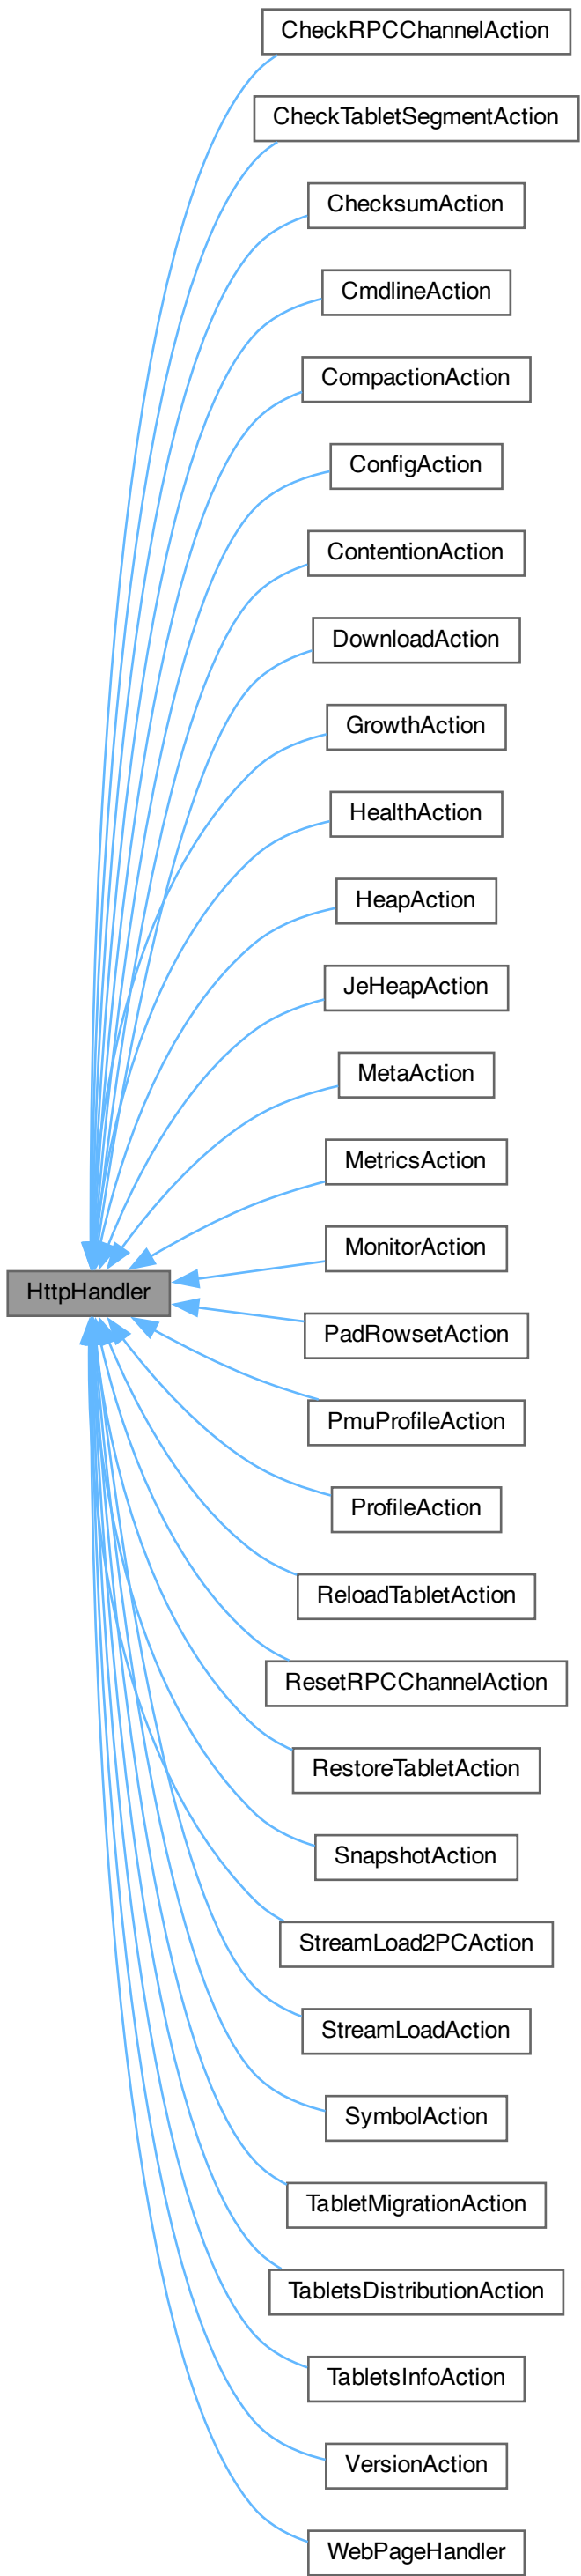 CheckRPCChannelAction
CheckTabletSegmentAction
ChecksumAction
CmdlineAction
CompactionAction
ConfigAction
ContentionAction
DownloadAction
GrowthAction
HealthAction
HeapAction
JeHeapAction
MetaAction
MetricsAction
MonitorAction
HttpHandler
PadRowsetAction
PmuProfileAction
ProfileAction
ReloadTabletAction
ResetRPCChannelAction
RestoreTabletAction
SnapshotAction
StreamLoad2PCAction
StreamLoadAction
SymbolAction
TabletMigrationAction
TabletsDistributionAction
TabletsInfoAction
VersionAction
WebPageHandler